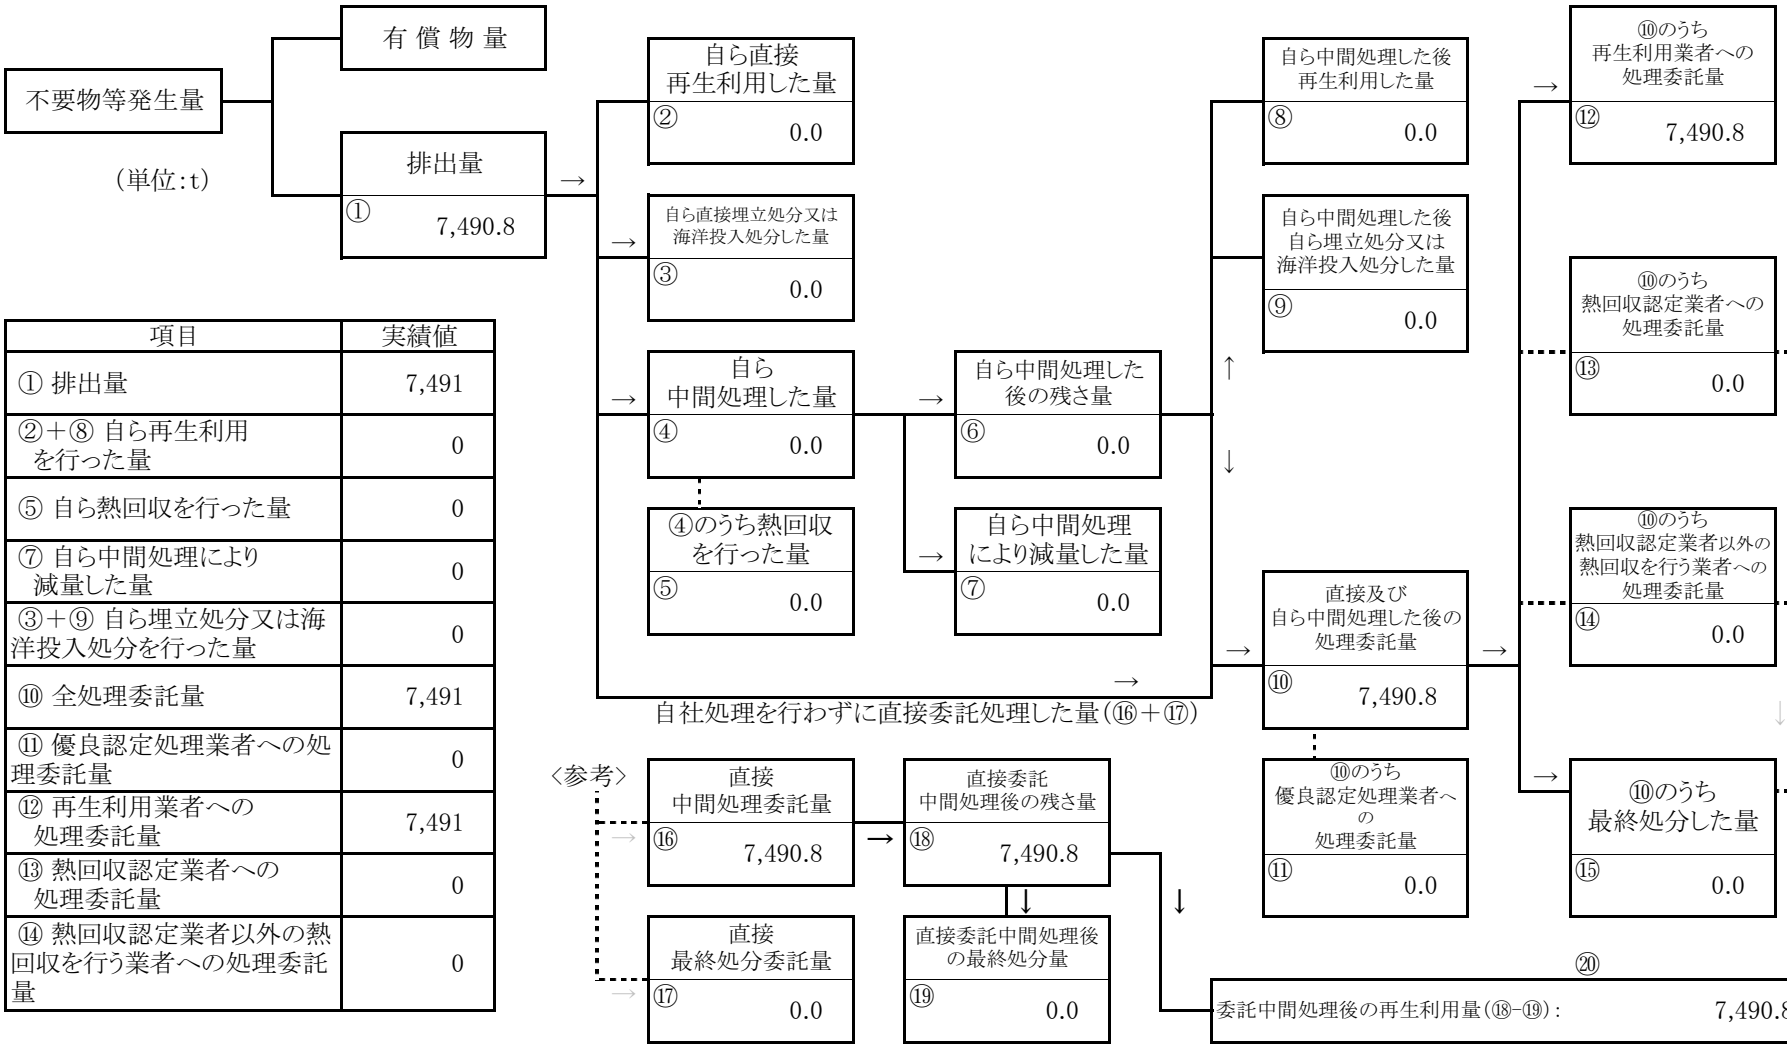 有償物量
不要物等発生量
（単位:t）
排出量
①
7,490.8
→
自ら直接
再生利用した量
②
0.0
自ら直接埋立処分又は
海洋投入処分した量
→
③
0.0
自ら
中間処理した量
→
④
0.0
④のうち熱回収
を行った量
⑤
0.0
自ら中間処理した
後の残さ量
→
⑥
0.0
自ら中間処理
により減量した量
→
⑦
0.0
自ら中間処理した後
再生利用した量
⑧
0.0
自ら中間処理した後
自ら埋立処分又は
海洋投入処分した量
⑨
0.0
↑
↓
直接及び
自ら中間処理した後の
処理委託量
→
⑩
7,490.8
→
⑩のうち
優良認定処理業者へ
の
処理委託量
⑪
0.0
⑩のうち
再生利用業者への
処理委託量
→
⑫
7,490.8
⑩のうち
熱回収認定業者への
処理委託量
⑬
0.0
⑩のうち
熱回収認定業者以外の
熱回収を行う業者への
処理委託量
⑭
0.0
↓
⑩のうち
最終処分した量
→
⑮
0.0
→
自社処理を行わずに直接委託処理した量(⑯＋⑰)
〈参考〉
直接
中間処理委託量
→
⑯
7,490.8
→
直接委託
中間処理後の残さ量
⑱
7,490.8
↓
↓
直接
最終処分委託量
→
⑰
0.0
直接委託中間処理後
の最終処分量
⑲
0.0
⑳
委託中間処理後の再生利用量(⑱-⑲)：
7,490.8
項目
実績値
① 排出量
7,491
②＋⑧ 自ら再生利用
を行った量
0
⑤ 自ら熱回収を行った量
0
⑦ 自ら中間処理により
減量した量
0
③＋⑨ 自ら埋立処分又は海
洋投入処分を行った量
0
⑩ 全処理委託量
7,491
⑪ 優良認定処理業者への処
理委託量
0
⑫ 再生利用業者への
処理委託量
7,491
⑬ 熱回収認定業者への
処理委託量
0
⑭ 熱回収認定業者以外の熱
回収を行う業者への処理委託
量
0